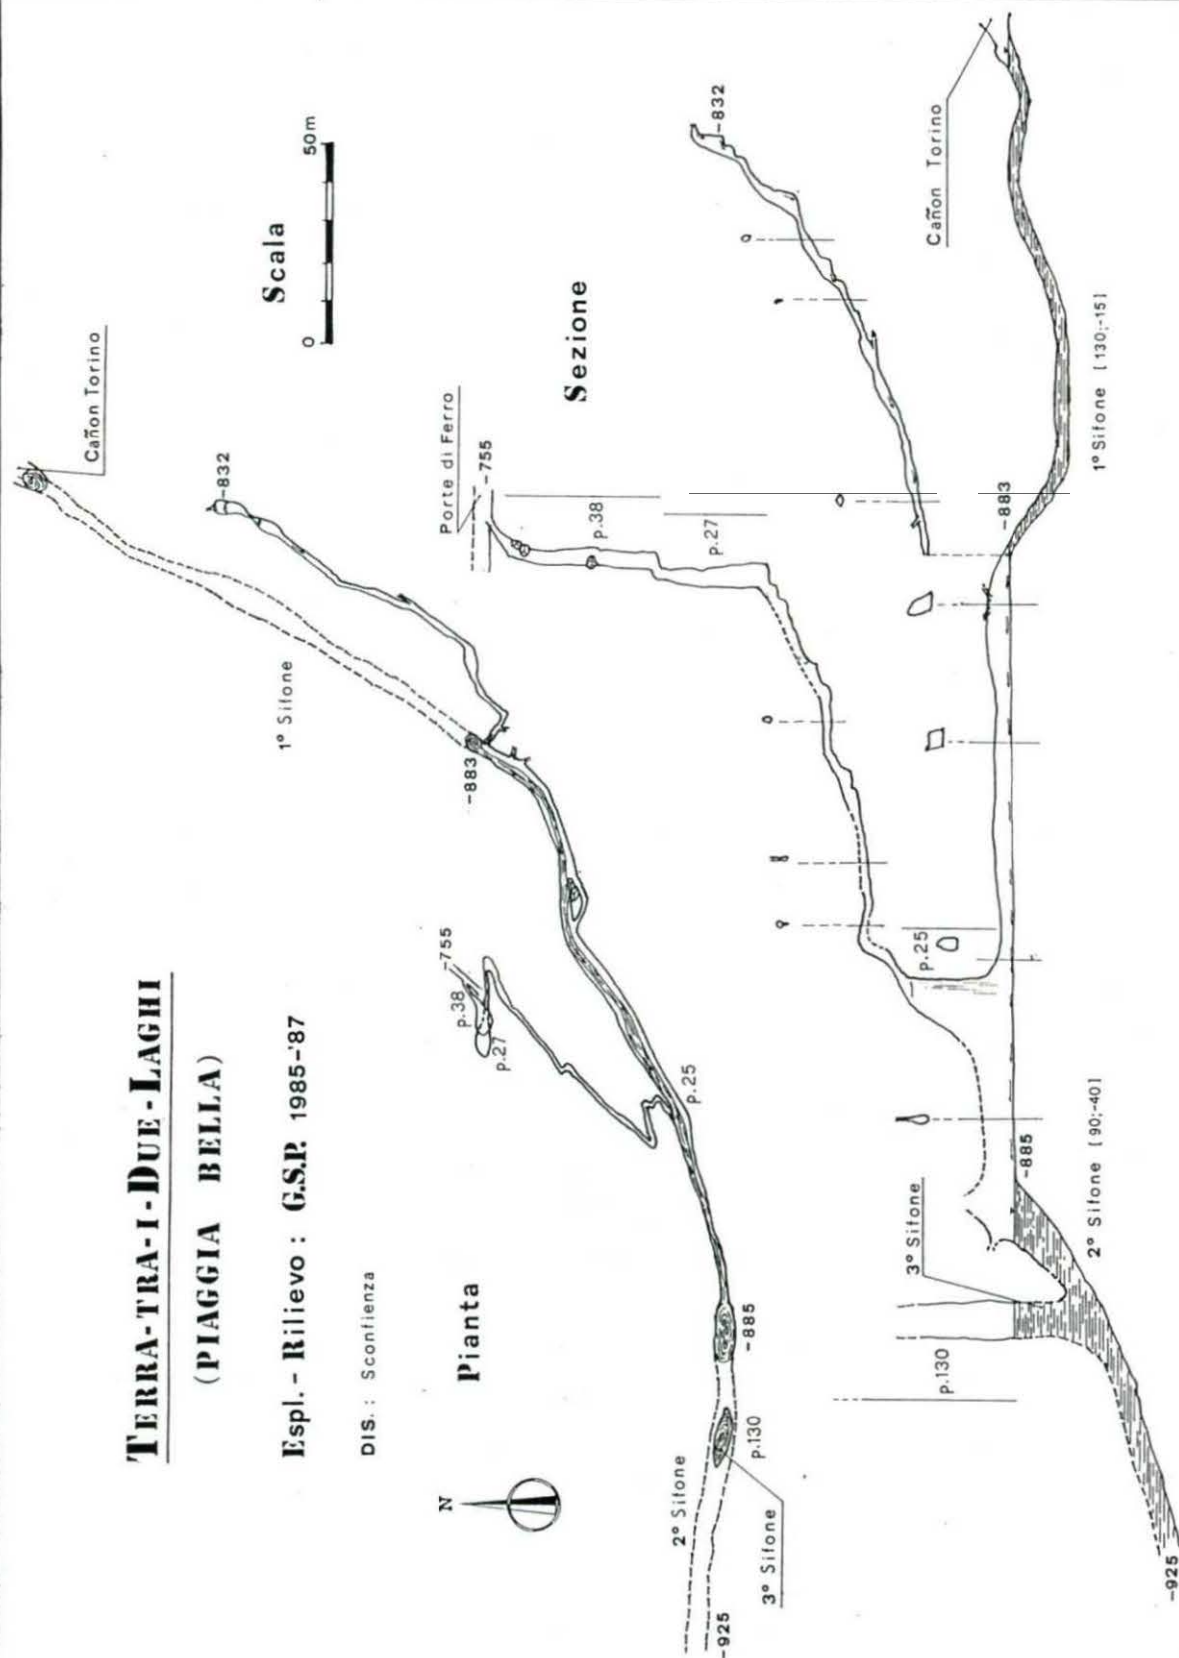 TERRA-TRA-I-DUE-LAGHI
(PIAGGIA BELLA)
Espl.- Rilievo : G.S.P. 1985-'87
DIS. : Sconfienza
Scala
0 50m
Pianta
N
Cañon Torino
-832
1° Sifone
-883
-755
p.38
p.27
p.25
-885
p.130
2° Sifone
3° Sifone
-925
Sezione
Porte di Ferro
-755
p.38
p.27
-832
Cañon Torino
-883
1° Sifone [130;-15]
p.25
-885
2° Sifone [90;-40]
3° Sifone
p.130
-925